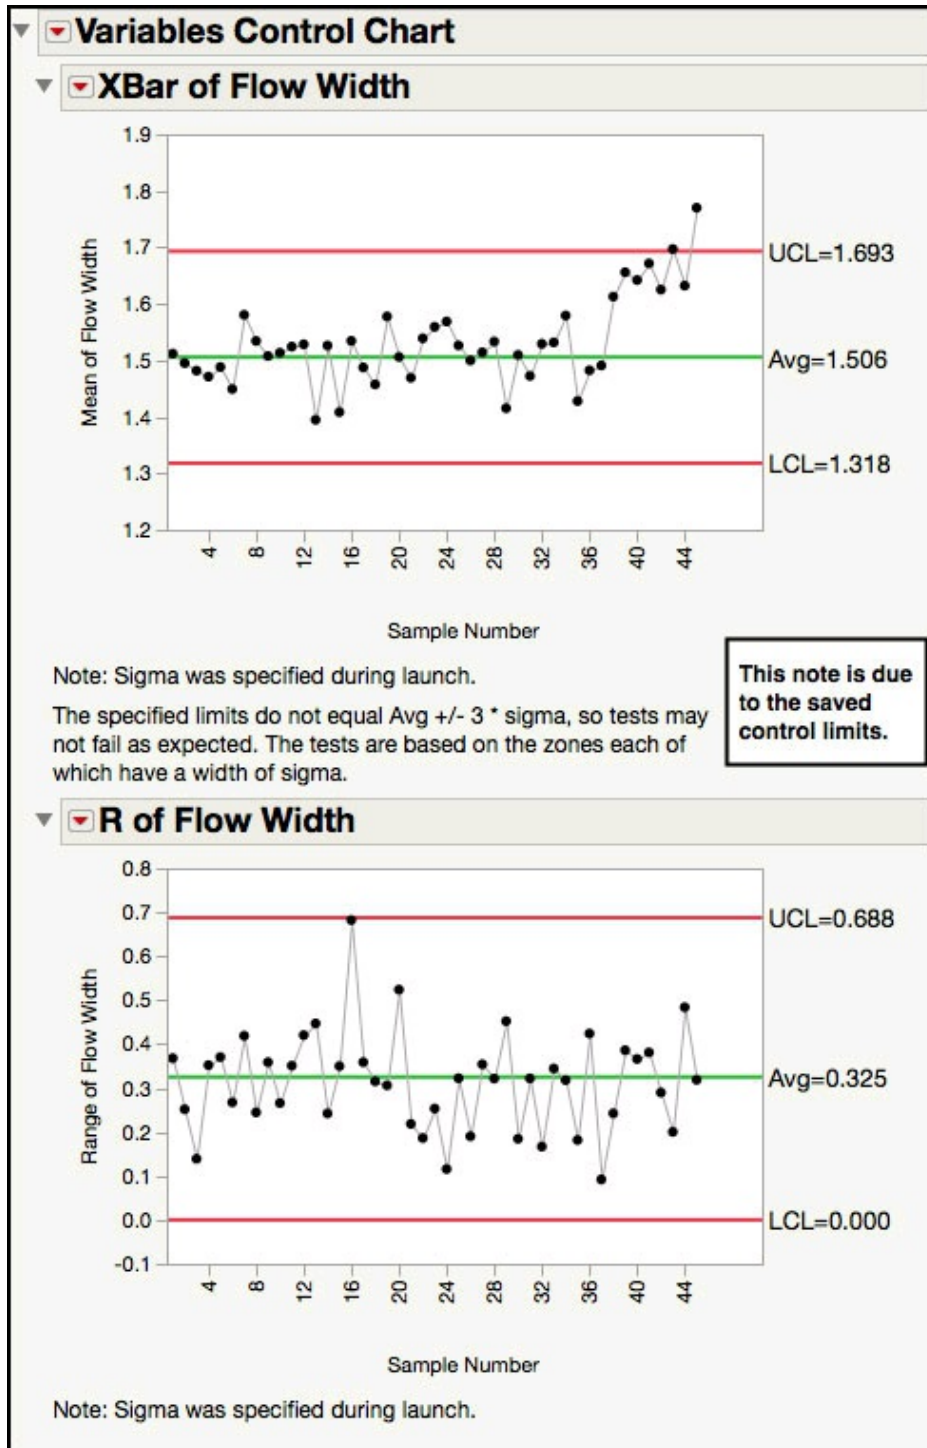 Variables Control Chart
XBar of Flow Width
1.9
1.8
1.7
1.6
1.5
1.4
1.3
1.2
Mean of Flow Width
UCL=1.693
Avg=1.506
LCL=1.318
4 8 12 16 20 24 28 32 36 40 44
Sample Number
Note: Sigma was specified during launch.
The specified limits do not equal Avg +/- 3 * sigma, so tests may
not fail as expected. The tests are based on the zones each of
which have a width of sigma.
This note is due
to the saved
control limits.
R of Flow Width
0.8
0.7
0.6
0.5
0.4
0.3
0.2
0.1
0.0
-0.1
Range of Flow Width
UCL=0.688
Avg=0.325
LCL=0.000
4 8 12 16 20 24 28 32 36 40 44
Sample Number
Note: Sigma was specified during launch.